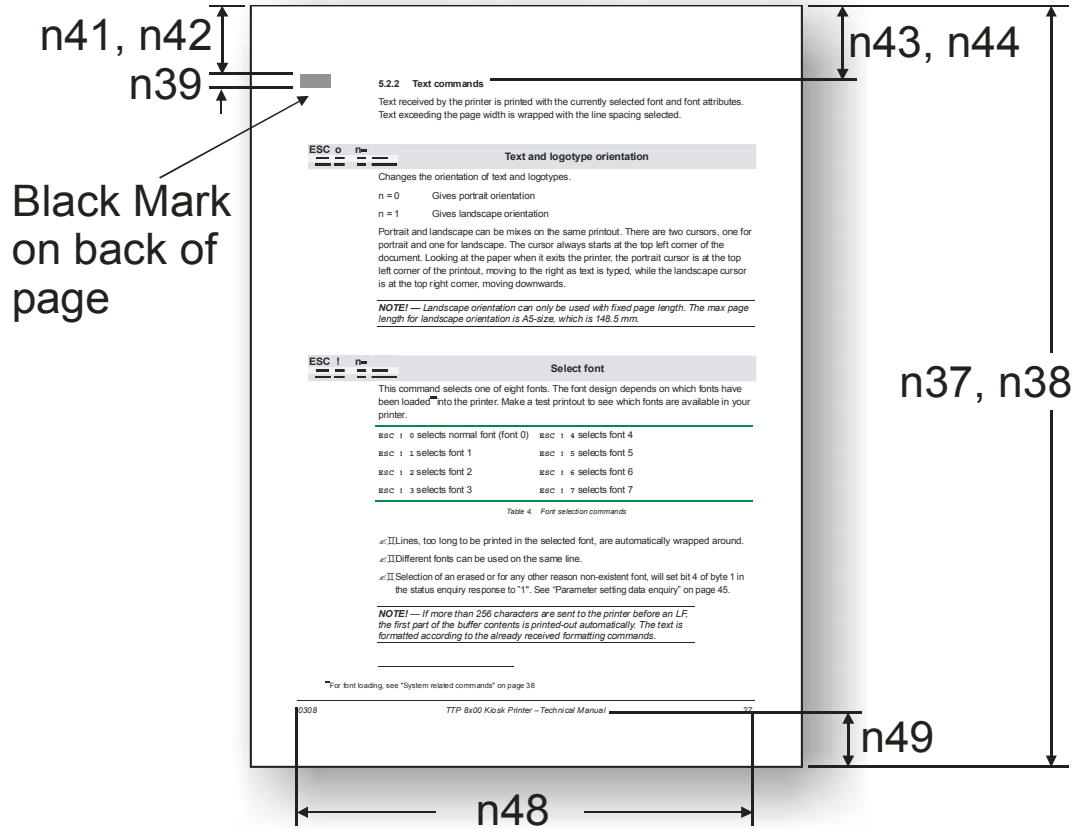 n41, n42
n39
n43, n44
Black Mark
on back of
page
n37, n38
n49
n48
5.2.2 Text commands
Text received by the printer is printed with the currently selected font and font attributes.
Text exceeding the page width is wrapped with the line spacing selected.
ESC o n
Text and logotype orientation
Changes the orientation of text and logotypes.
n = 0 Gives portrait orientation
n = 1 Gives landscape orientation
Portrait and landscape can be mixes on the same printout. There are two cursors, one for
portrait and one for landscape. The cursor always starts at the top left corner of the
document. Looking at the paper when it exits the printer, the portrait cursor is at the top
left corner of the printout, moving to the right as text is typed, while the landscape cursor
is at the top right corner, moving downwards.
NOTE! — Landscape orientation can only be used with fixed page length. The max page
length for landscape orientation is A5-size, which is 148.5 mm.
ESC ! n
Select font
This command selects one of eight fonts. The font design depends on which fonts have
been loaded into the printer. Make a test printout to see which fonts are available in your
printer.
ESC ! 0 selects normal font (font 0) ESC ! 4 selects font 4
ESC ! 1 selects font 1 ESC ! 5 selects font 5
ESC ! 2 selects font 2 ESC ! 6 selects font 6
ESC ! 3 selects font 3 ESC ! 7 selects font 7
Table 4. Font selection commands
Lines, too long to be printed in the selected font, are automatically wrapped around.
Different fonts can be used on the same line.
Selection of an erased or for any other reason non-existent font, will set bit 4 of byte 1 in
the status enquiry response to "1". See "Parameter setting data enquiry" on page 45.
NOTE! — If more than 256 characters are sent to the printer before an LF,
the first part of the buffer contents is printed-out automatically. The text is
formatted according to the already received formatting commands.
For font loading, see "System related commands" on page 38
0308 TTP 8x00 Kiosk Printer – Technical Manual 27